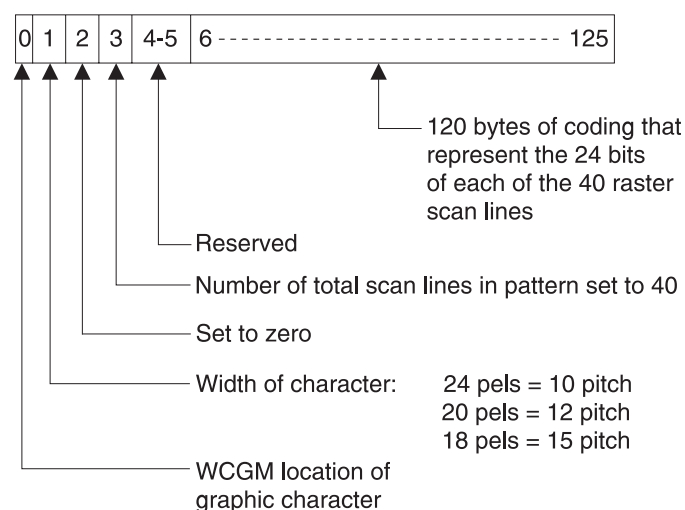 0 1 2 3 4-5 6 ------------------------------------ 125
120 bytes of coding that
represent the 24 bits
of each of the 40 raster
scan lines
Reserved
Number of total scan lines in pattern set to 40
Set to zero
Width of character: 24 pels = 10 pitch
20 pels = 12 pitch
18 pels = 15 pitch
WCGM location of
graphic character